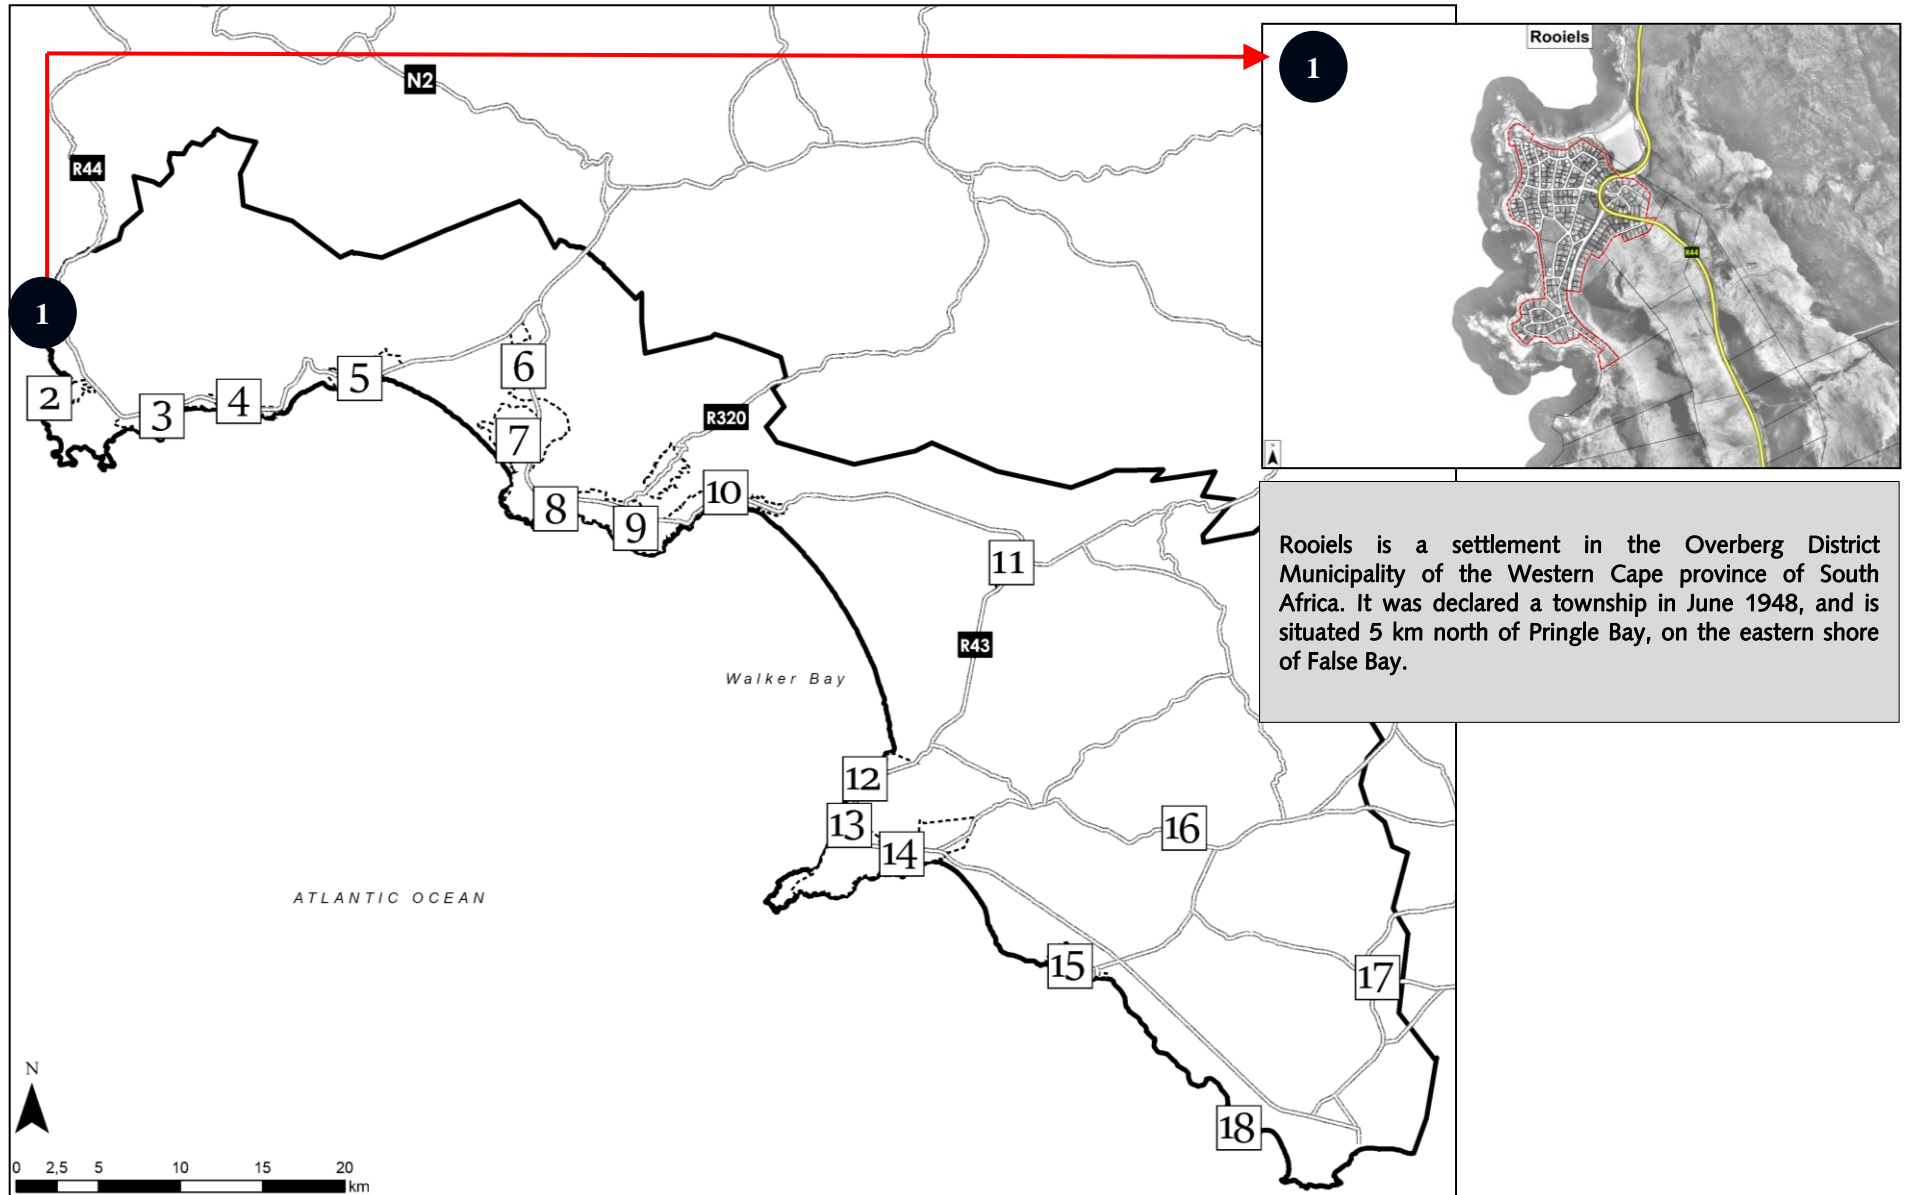 N2
R44
1
2
3
4
5
6
7
R320
8
9
10
11
R43
Walker Bay
12
13
14
16
ATLANTIC OCEAN
15
17
18
N
0 2,5 5 10 15 20
km
1
Rooiels
R44
Rooiels is a settlement in the Overberg District
Municipality of the Western Cape province of South
Africa. It was declared a township in June 1948, and is
situated 5 km north of Pringle Bay, on the eastern shore
of False Bay.